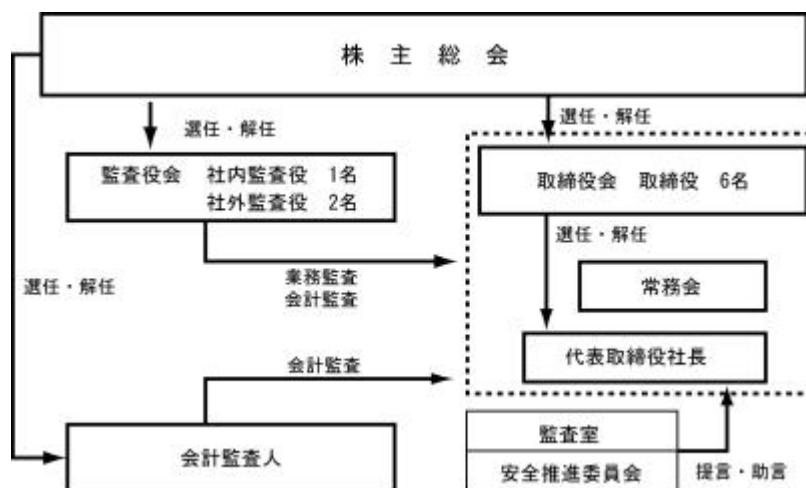 株 主 総 会
選任・解任
選任・解任
監査役会 社内監査役 1名
社外監査役 2名
取締役会 取締役 6名
選任・解任
選任・解任
業務監査
会計監査
常務会
会計監査
代表取締役社長
会計監査人
監査室
安全推進委員会
提言・助言